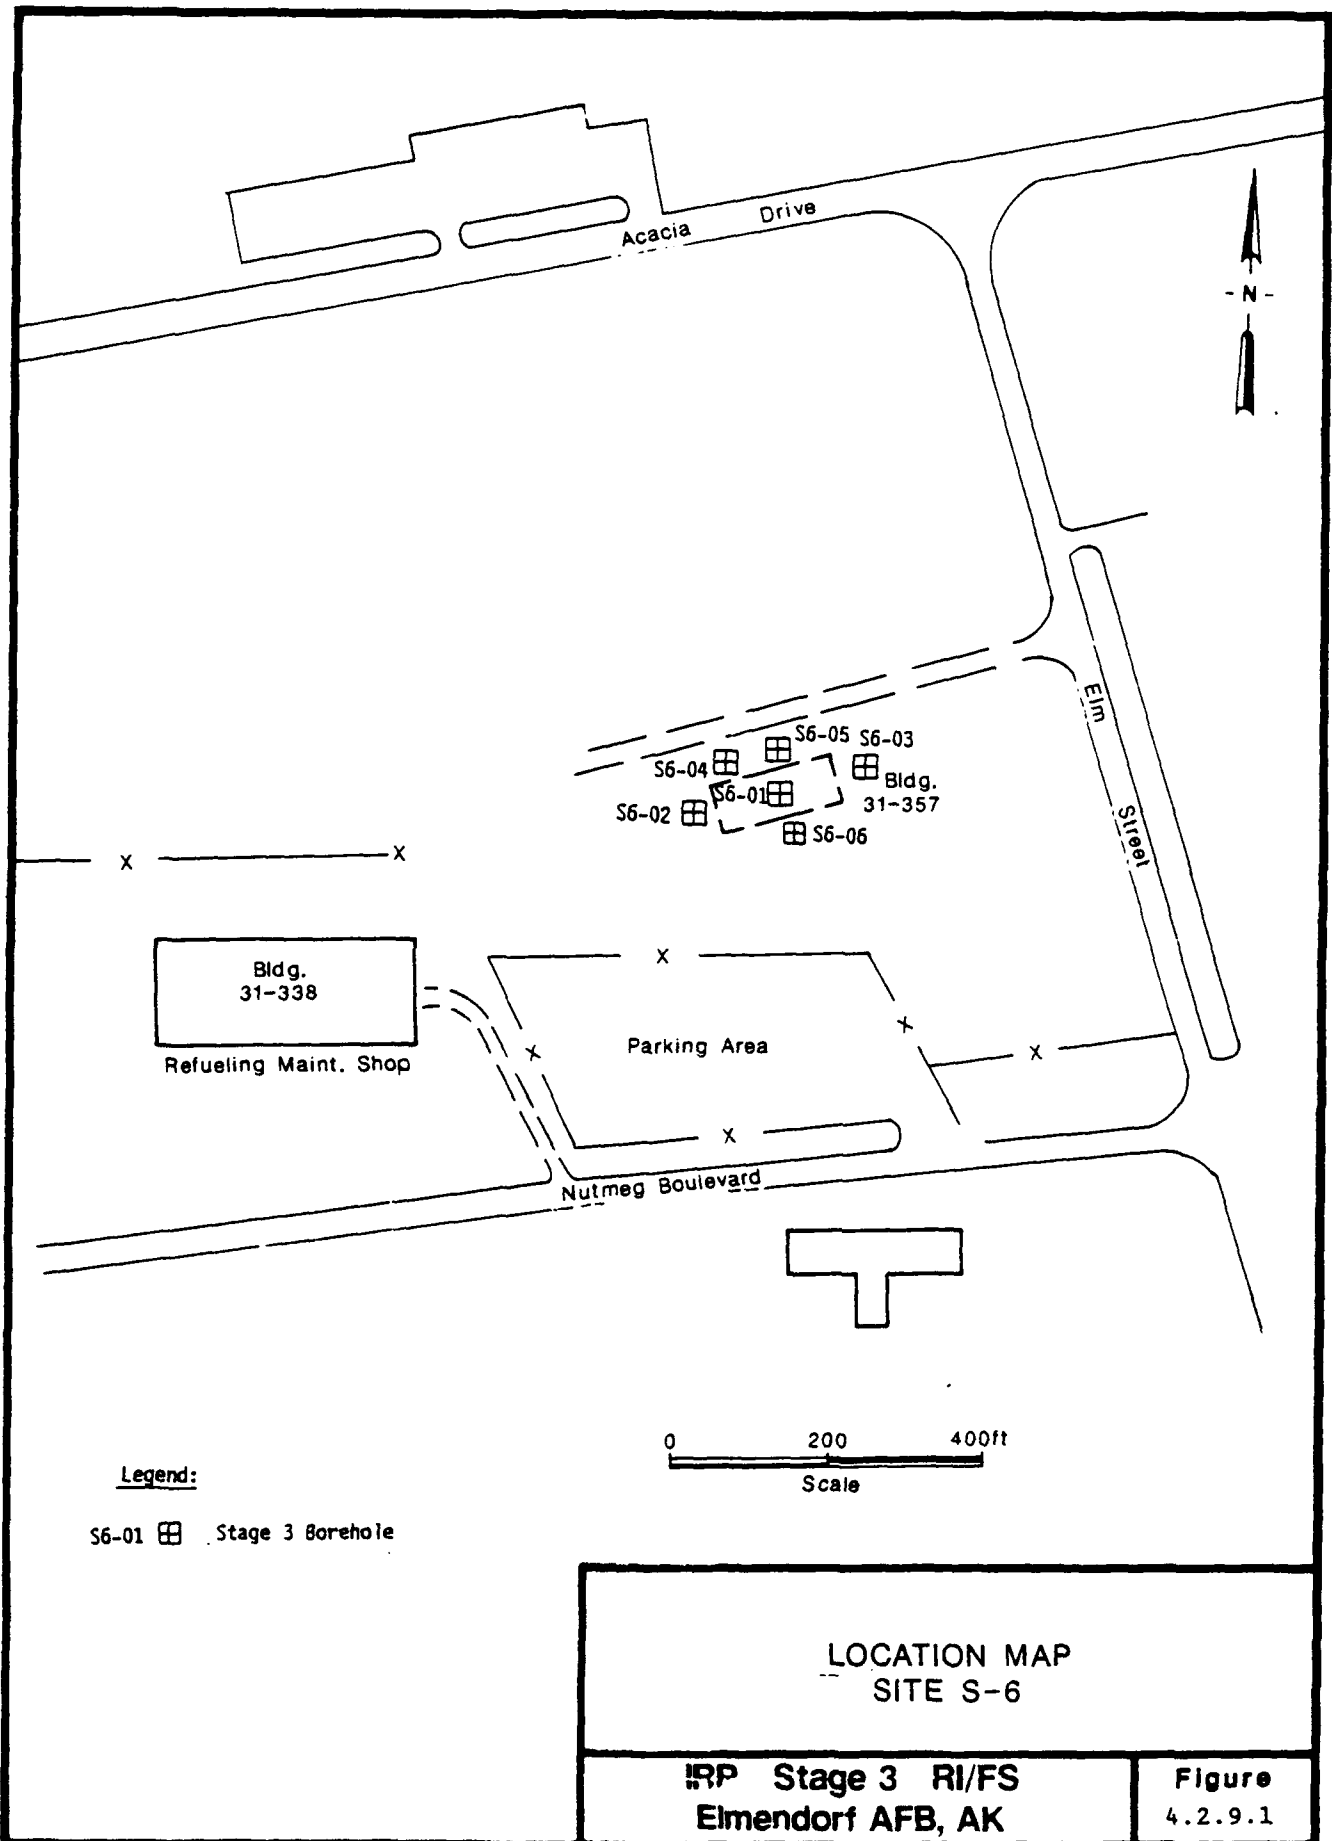 Acacia Drive
- N -
Elm
Street
S6-05 S6-03
S6-04
Bldg.
31-357
S6-01
S6-02
S6-06
X X
X
Bldg.
31-338
Refueling Maint. Shop
X
Parking Area
X
X
X
Nutmeg Boulevard
0 200 400ft
Scale
Legend:
S6-01 Stage 3 Borehole
LOCATION MAP
SITE S-6
IRP Stage 3 RI/FS
Elmendorf AFB, AK
Figure
4.2.9.1